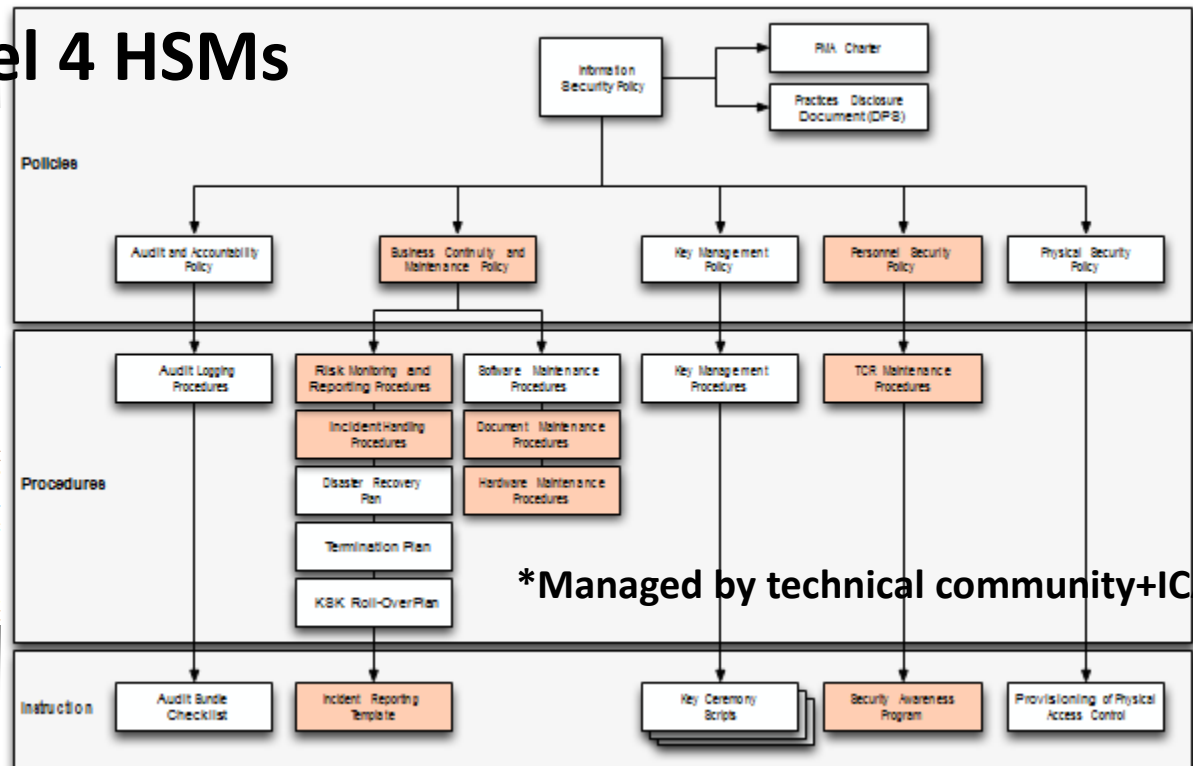 el 4 HSMs
Information
Security Policy
PMA Charter
Practices Disclosure
Document (DPS)
Policies
Audit and Accountability
Policy
Business Continuity and
Maintenance Policy
Key Management
Policy
Personnel Security
Policy
Physical Security
Policy
Audit Logging
Procedures
Risk Monitoring and
Reporting Procedures
Software Maintenance
Procedures
Key Management
Procedures
TCR Maintenance
Procedures
Incident Handing
Procedures
Document Maintenance
Procedures
Procedures
Disaster Recovery
Plan
Hardware Maintenance
Procedures
Termination Plan
*Managed by technical community+IC
KSK Roll-Over Plan
Instruction
Audit Bundle
Checklist
Incident Reporting
Template
Key Ceremony
Scripts
Security Awareness
Program
Provisioning of Physical
Access Control